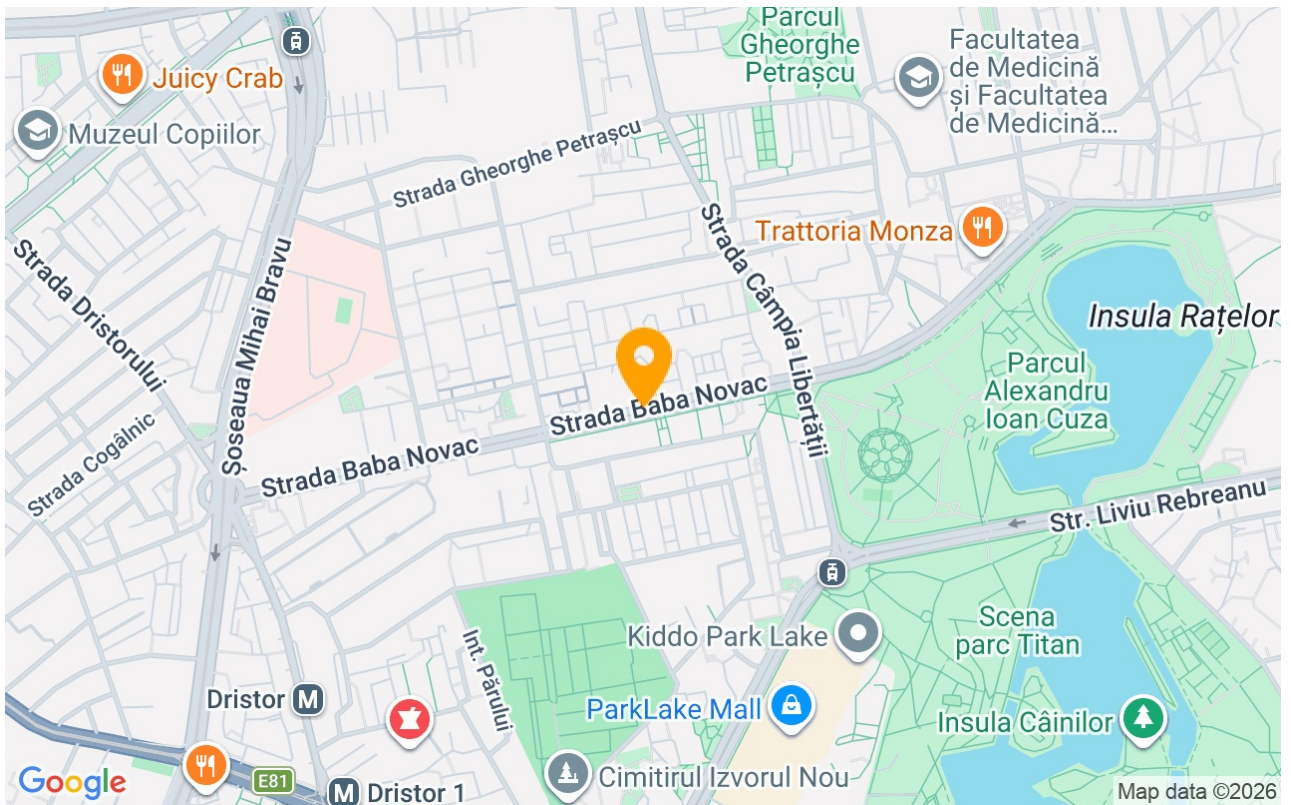 Parcul
Gheorghe
Petrașcu
Facultatea
de Medicină
și Facultatea
de Medicină...
Juicy Crab
Muzeul Copiilor
Strada Gheorghe Petrașcu
Strada Câmpia Libertății
Trattoria Monza
Strada Dristorului
Șoseaua Mihai Bravu
Insula Rațelor
Parcul
Alexandru
Ioan Cuza
Strada Baba Novac
Strada Baba Novac
Strada Cogâlnic
Str. Liviu Rebreanu
Scena
parc Titan
Kiddo Park Lake
Int. Părului
Dristor M
ParkLake Mall
Insula Câinilor
Google
E81
M Dristor 1
Cimitirul Izvorul Nou
Map data ©2026